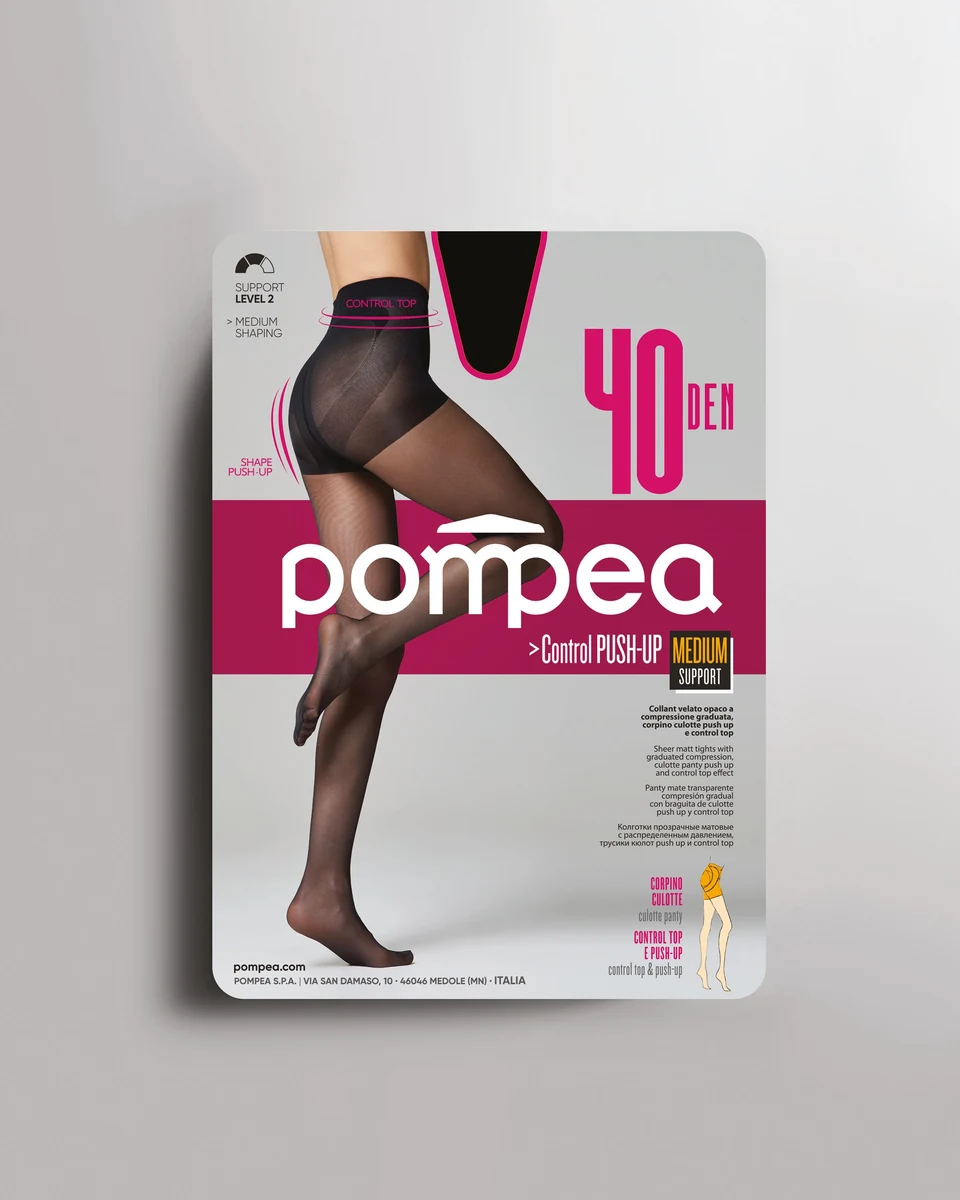 SUPPORT
LEVEL 2
> MEDIUM
SHAPING
CONTROL TOP
SHAPE
PUSH-UP
40 DEN
pompea
>Control PUSH-UP
MEDIUM
SUPPORT
Collant velato opaco a
compressione graduata,
corpino culotte push up
e control top
Sheer matt tights with
graduated compression,
culotte panty push up
and control top effect
Panty mate transparente
compresión gradual
con braguita de culotte
push up y control top
Колготки прозрачные матовые
с распределенным давлением,
трусики кюлот push up и control top
CORPINO
CULOTTE
culotte panty
CONTROL TOP
E PUSH-UP
control top & push-up
pompea.com
POMPEA S.P.A. | VIA SAN DAMASO, 10 · 46046 MEDOLE (MN) · ITALIA